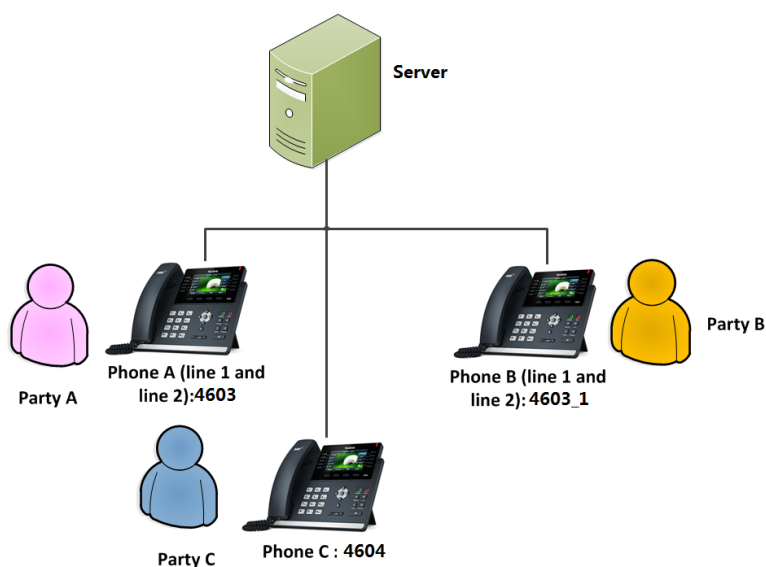 Server
Party B
Phone A (line 1 and
line 2):4603
Phone B (line 1 and
line 2): 4603_1
Party A
Phone C : 4604
Party C